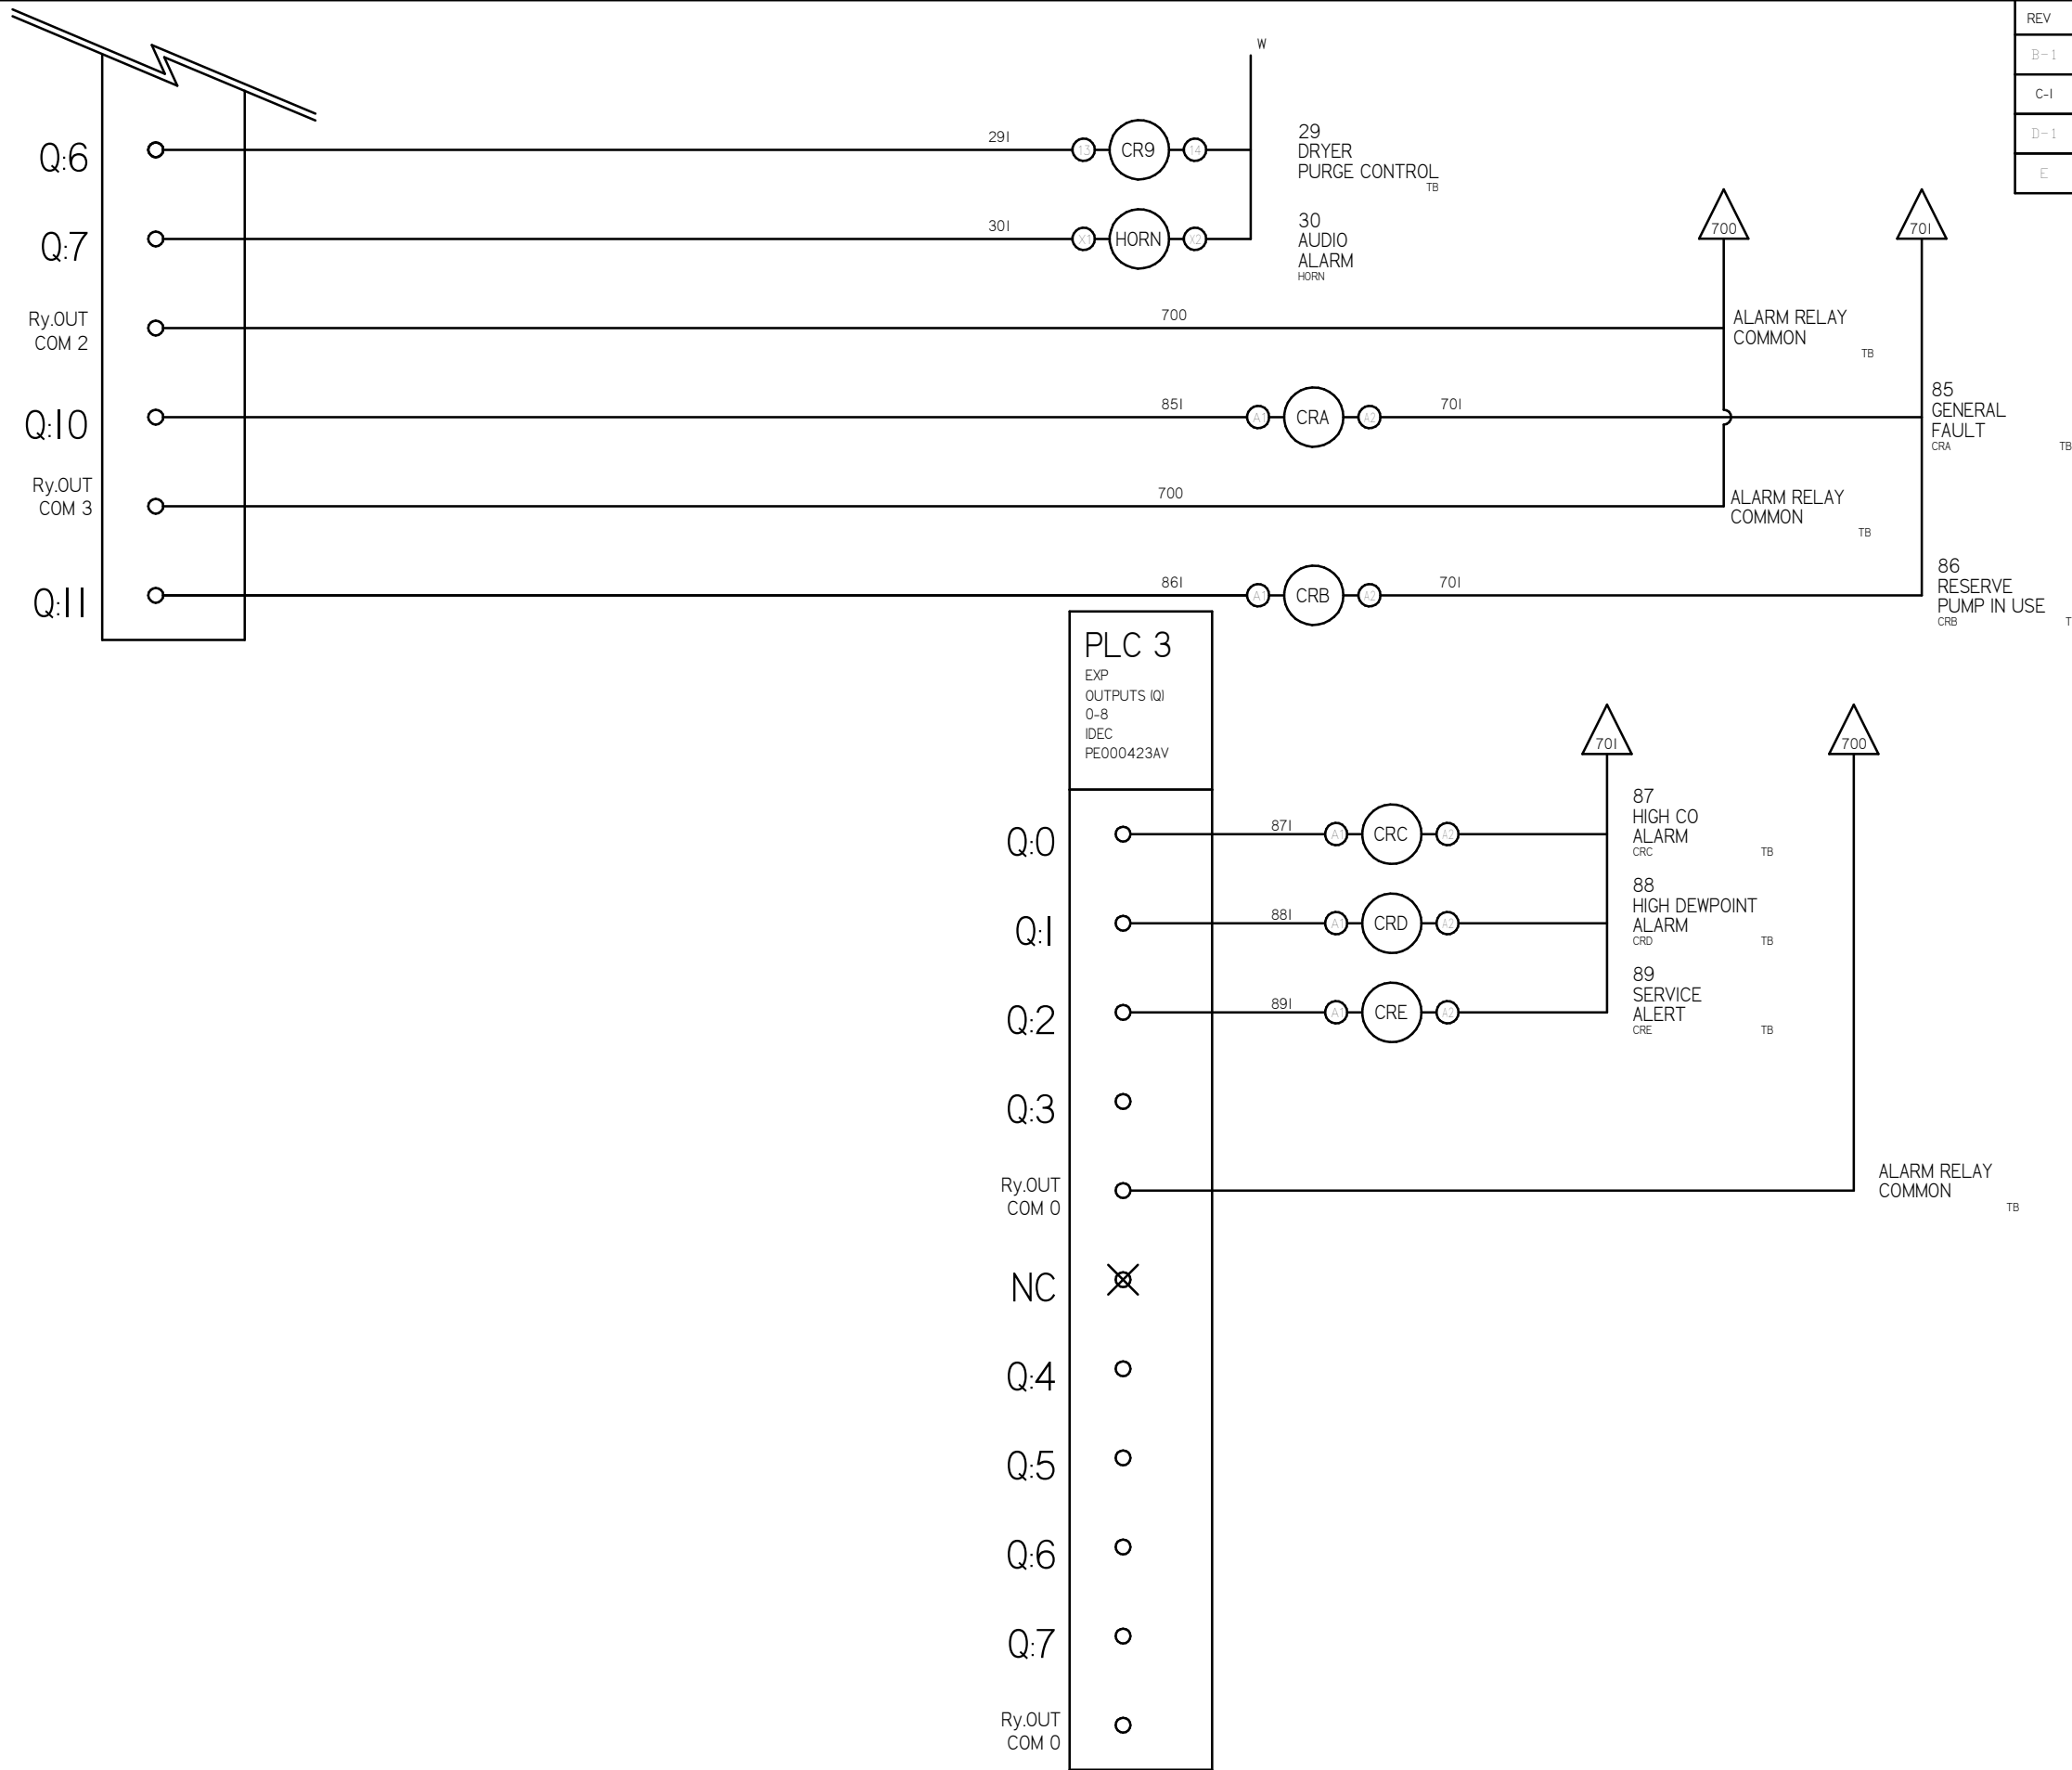 REV
B-1
C-1
D-1
E
W
Q:6
291
13
CR9
14
29
DRYER
PURGE CONTROL
TB
Q:7
301
X1
HORN
X2
30
AUDIO
ALARM
HORN
700
701
Ry.OUT
COM 2
700
ALARM RELAY
COMMON
TB
Q:10
851
A1
CRA
A2
701
85
GENERAL
FAULT
CRA
TB
Ry.OUT
COM 3
700
ALARM RELAY
COMMON
TB
Q:11
861
A1
CRB
A2
701
86
RESERVE
PUMP IN USE
CRB
PLC 3
EXP
OUTPUTS (Q)
0-8
IDEC
PE000423AV
701
700
Q:0
871
A1
CRC
A2
87
HIGH CO
ALARM
CRC
TB
Q:1
881
A1
CRD
A2
88
HIGH DEWPOINT
ALARM
CRD
TB
Q:2
891
A1
CRE
A2
89
SERVICE
ALERT
CRE
TB
Q:3
Ry.OUT
COM 0
ALARM RELAY
COMMON
TB
NC
Q:4
Q:5
Q:6
Q:7
Ry.OUT
COM 0